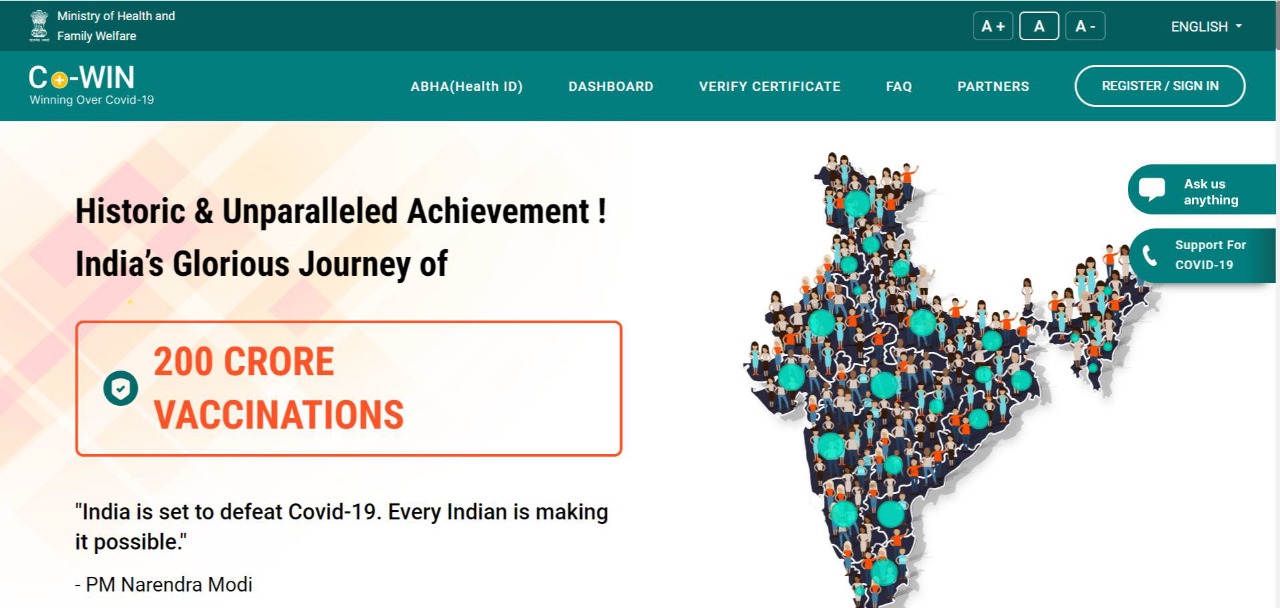 Ministry of Health and
Family Welfare
A +
A
A -
ENGLISH
Co-WIN
Winning Over Covid-19
ABHA(Health ID)
DASHBOARD
VERIFY CERTIFICATE
FAQ
PARTNERS
REGISTER / SIGN IN
Ask us
anything
Support For
COVID-19
Historic & Unparalleled Achievement !
India’s Glorious Journey of
200 CRORE
VACCINATIONS
"India is set to defeat Covid-19. Every Indian is making
it possible."
- PM Narendra Modi